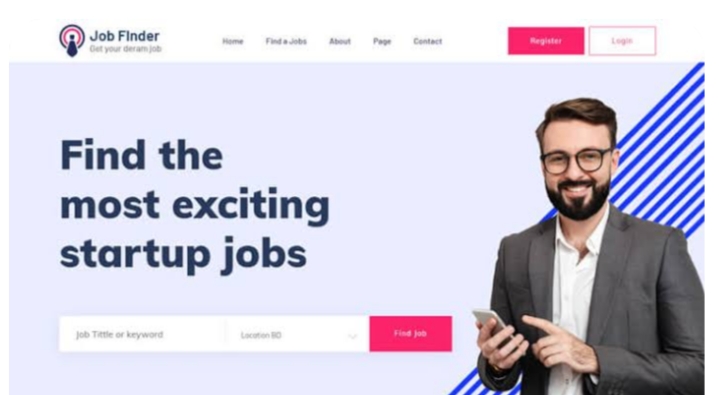 Job FInder
Get your deram job
Home Find a Jobs About Page Contact
Register Login
Find the
most exciting
startup jobs
Job Tittle or keyword Location BD Find Job